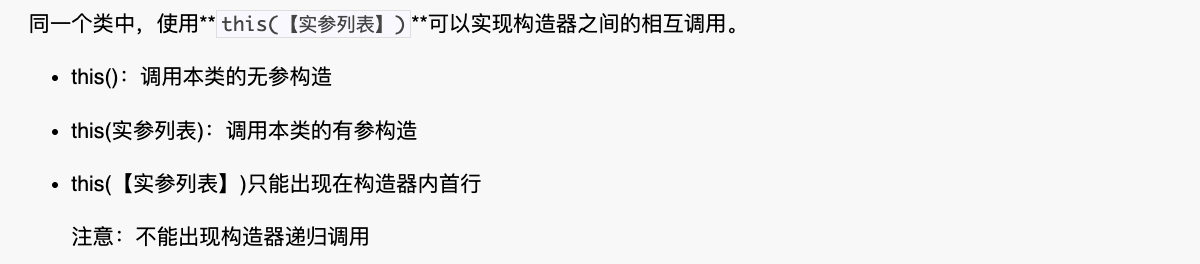 同一个类中，使用**this(【实参列表】)**可以实现构造器之间的相互调用。
• this()：调用本类的无参构造
• this(实参列表)：调用本类的有参构造
• this(【实参列表】)只能出现在构造器内首行
注意：不能出现构造器递归调用